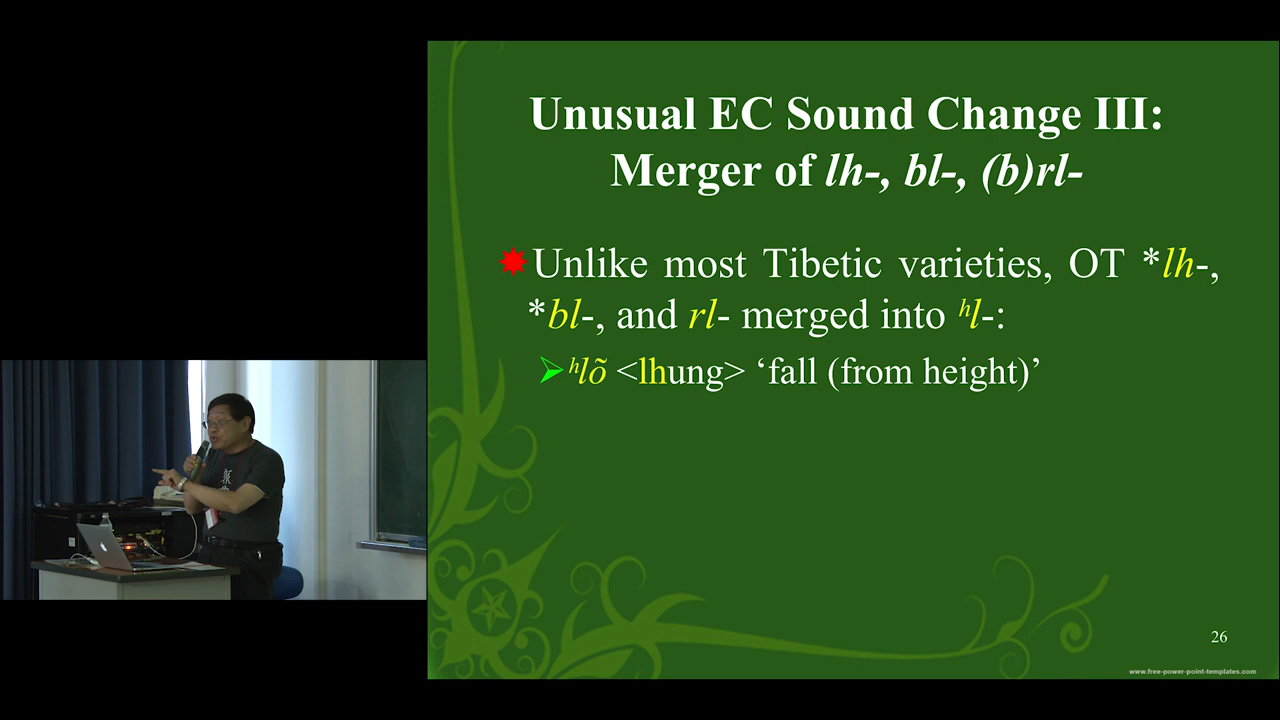 Unusual EC Sound Change III:
Merger of lh-, bl-, (b)rl-
Unlike most Tibetic varieties, OT *lh-,
*bl-, and rl- merged into ʰl-:
ʰlõ <lhung> ‘fall (from height)’
26
www.free-power-point-templates.com